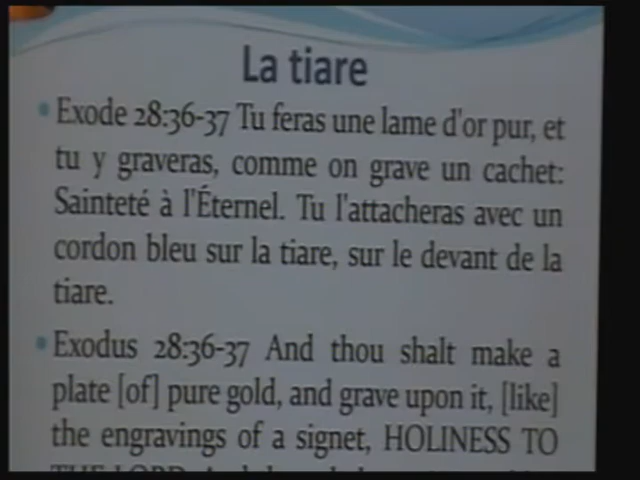 La tiare
• Exode 28:36-37 Tu feras une lame d'or pur, et
tu y graveras, comme on grave un cachet:
Sainteté à l'Éternel. Tu l'attacheras avec un
cordon bleu sur la tiare, sur le devant de la
tiare.
• Exodus 28:36-37 And thou shalt make a
plate [of] pure gold, and grave upon it, [like]
the engravings of a signet, HOLINESS TO
THE LORD